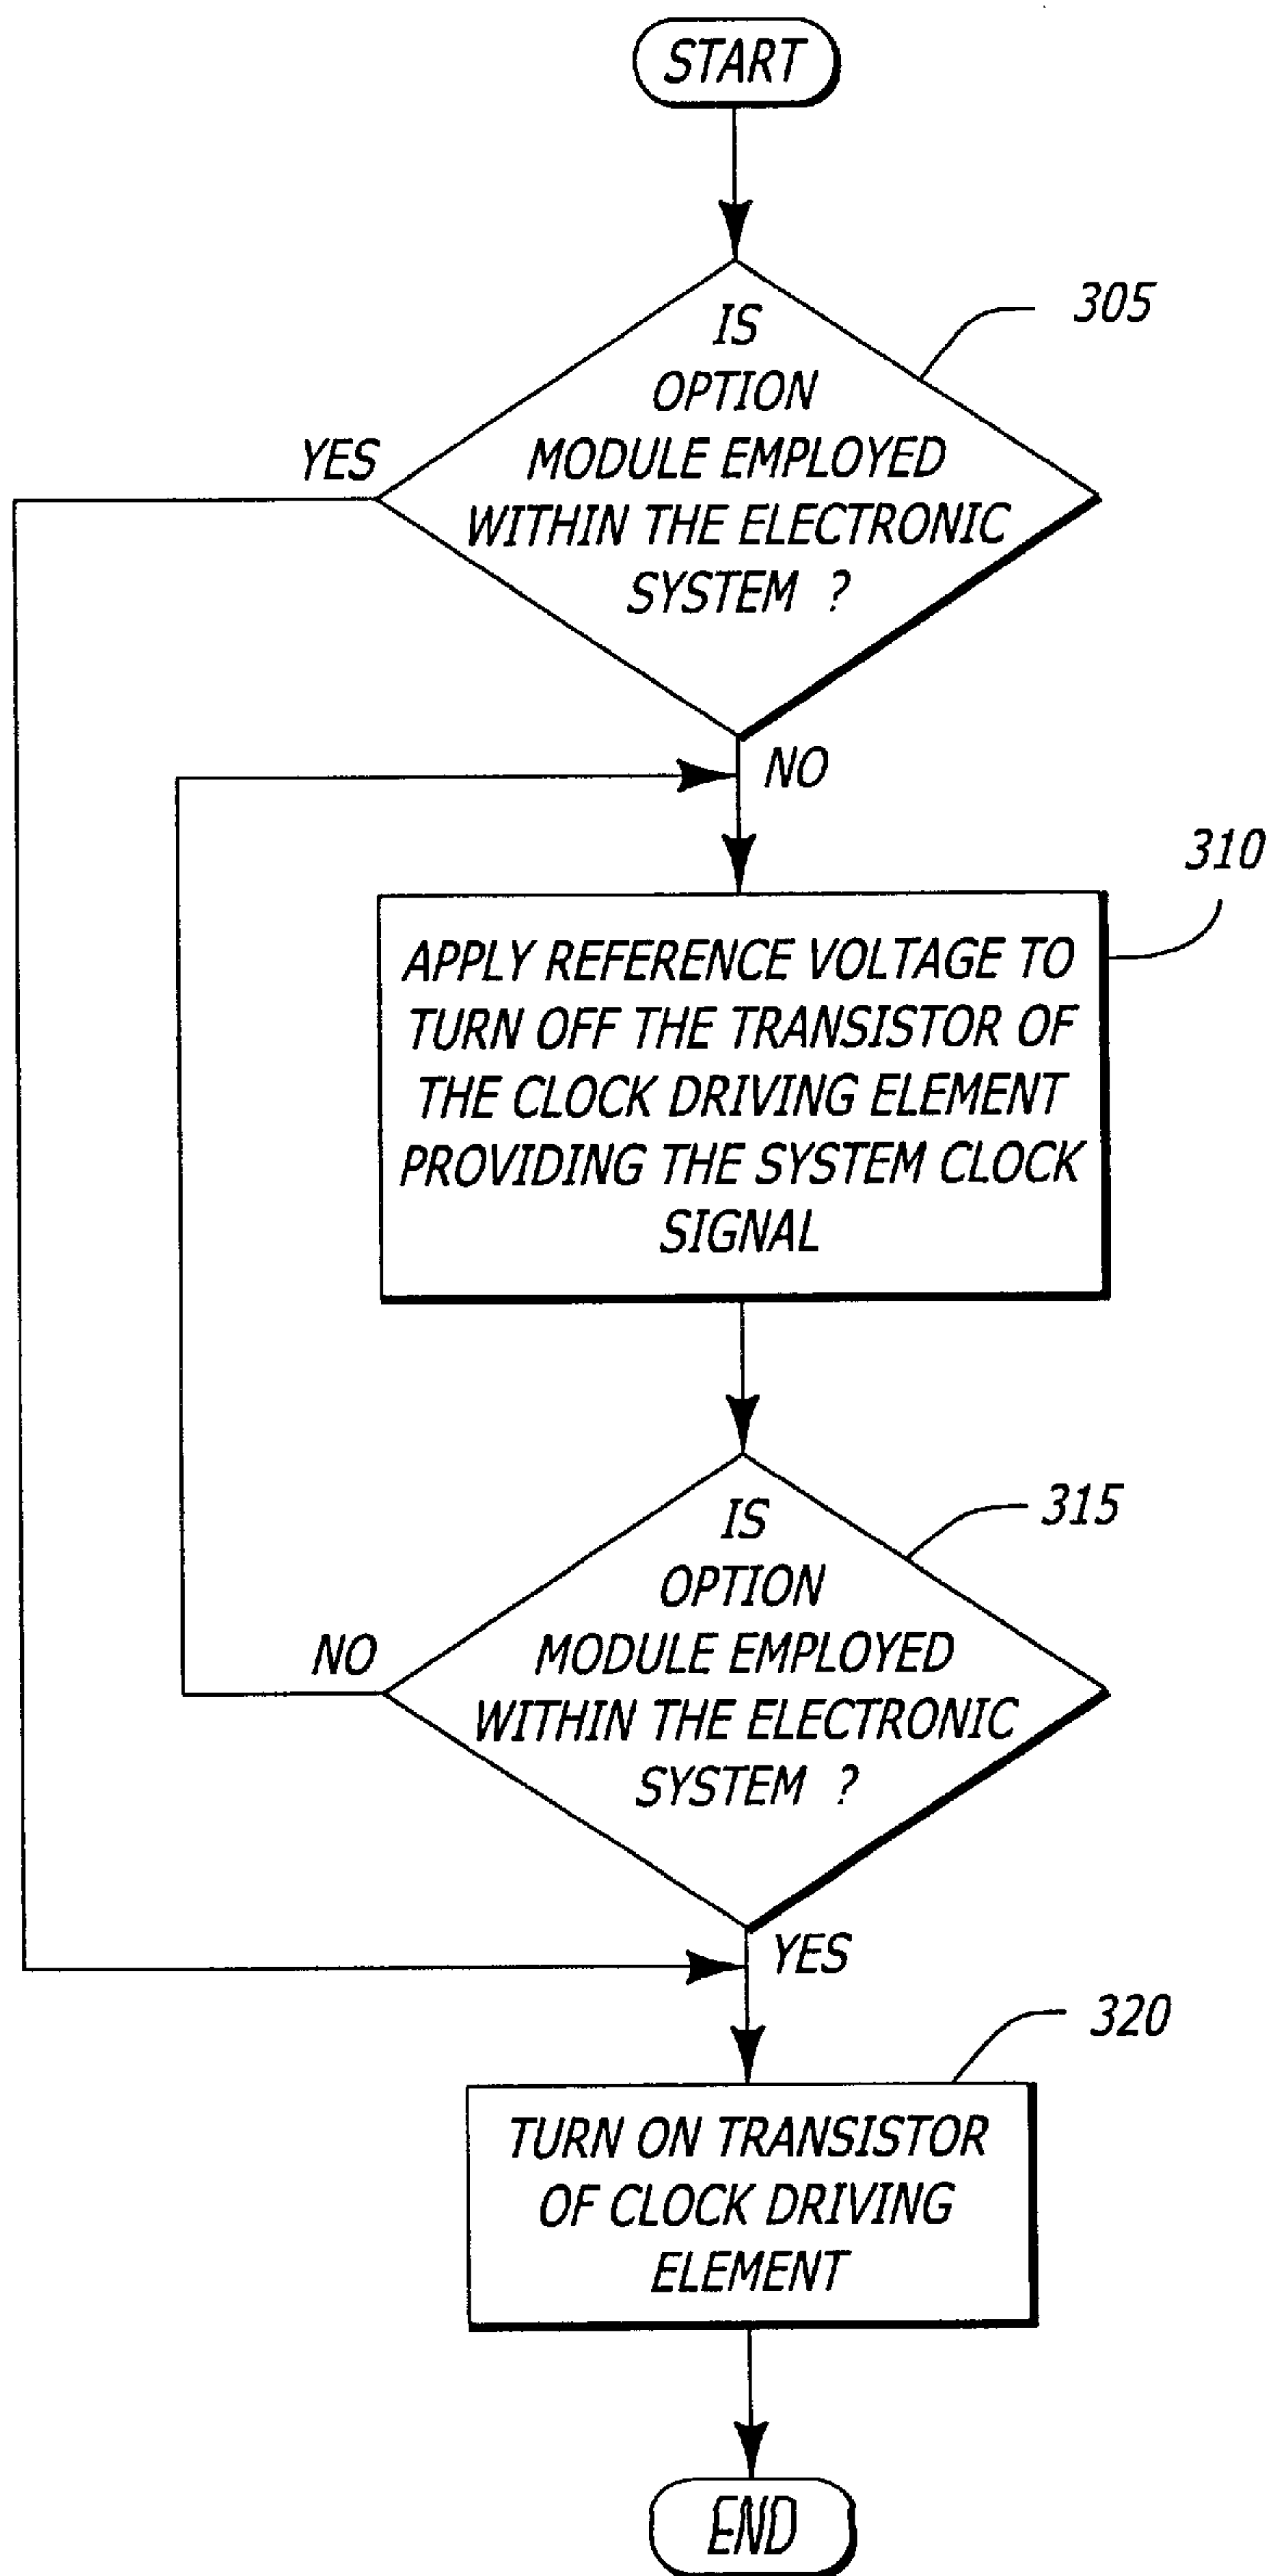 START
IS
OPTION
MODULE EMPLOYED
WITHIN THE ELECTRONIC
SYSTEM ?
305
YES
NO
310
APPLY REFERENCE VOLTAGE TO
TURN OFF THE TRANSISTOR OF
THE CLOCK DRIVING ELEMENT
PROVIDING THE SYSTEM CLOCK
SIGNAL
IS
OPTION
MODULE EMPLOYED
WITHIN THE ELECTRONIC
SYSTEM ?
315
NO
YES
320
TURN ON TRANSISTOR
OF CLOCK DRIVING
ELEMENT
END